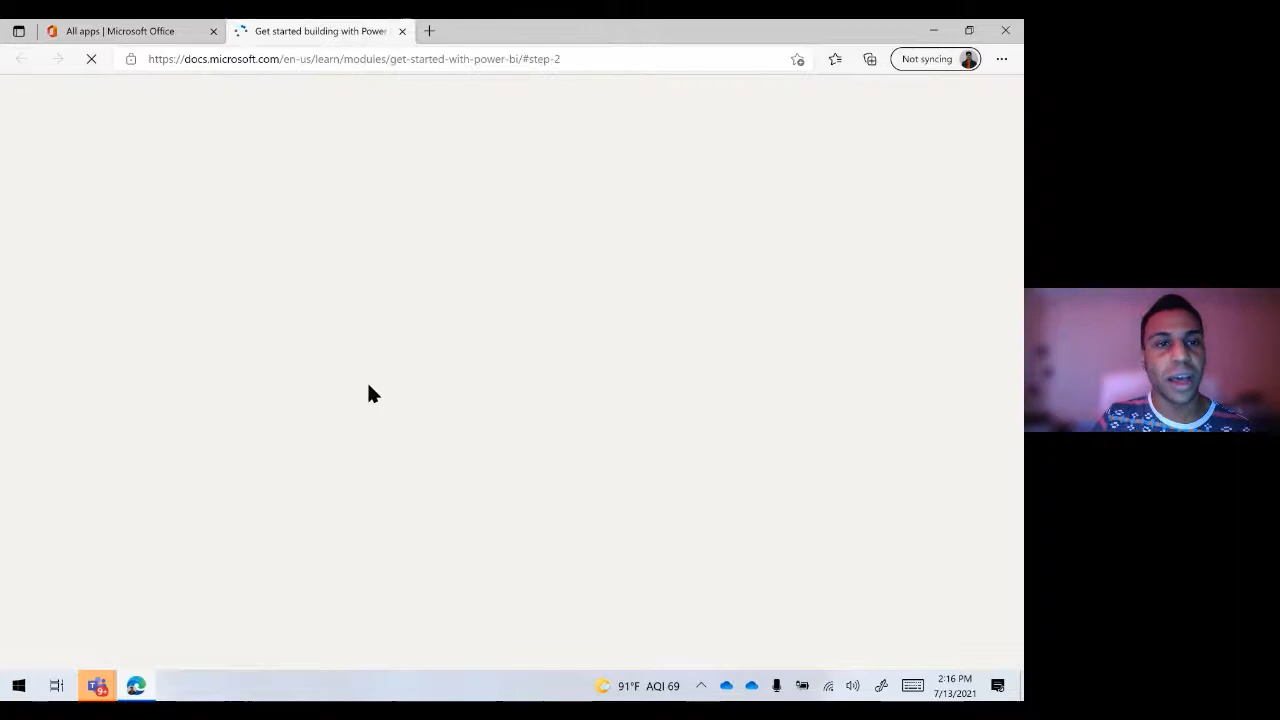 All apps | Microsoft Office
Get started building with Power
https://docs.microsoft.com/en-us/learn/modules/get-started-with-power-bi/#step-2
Not syncing
9+
91°F AQI 69
2:16 PM
7/13/2021